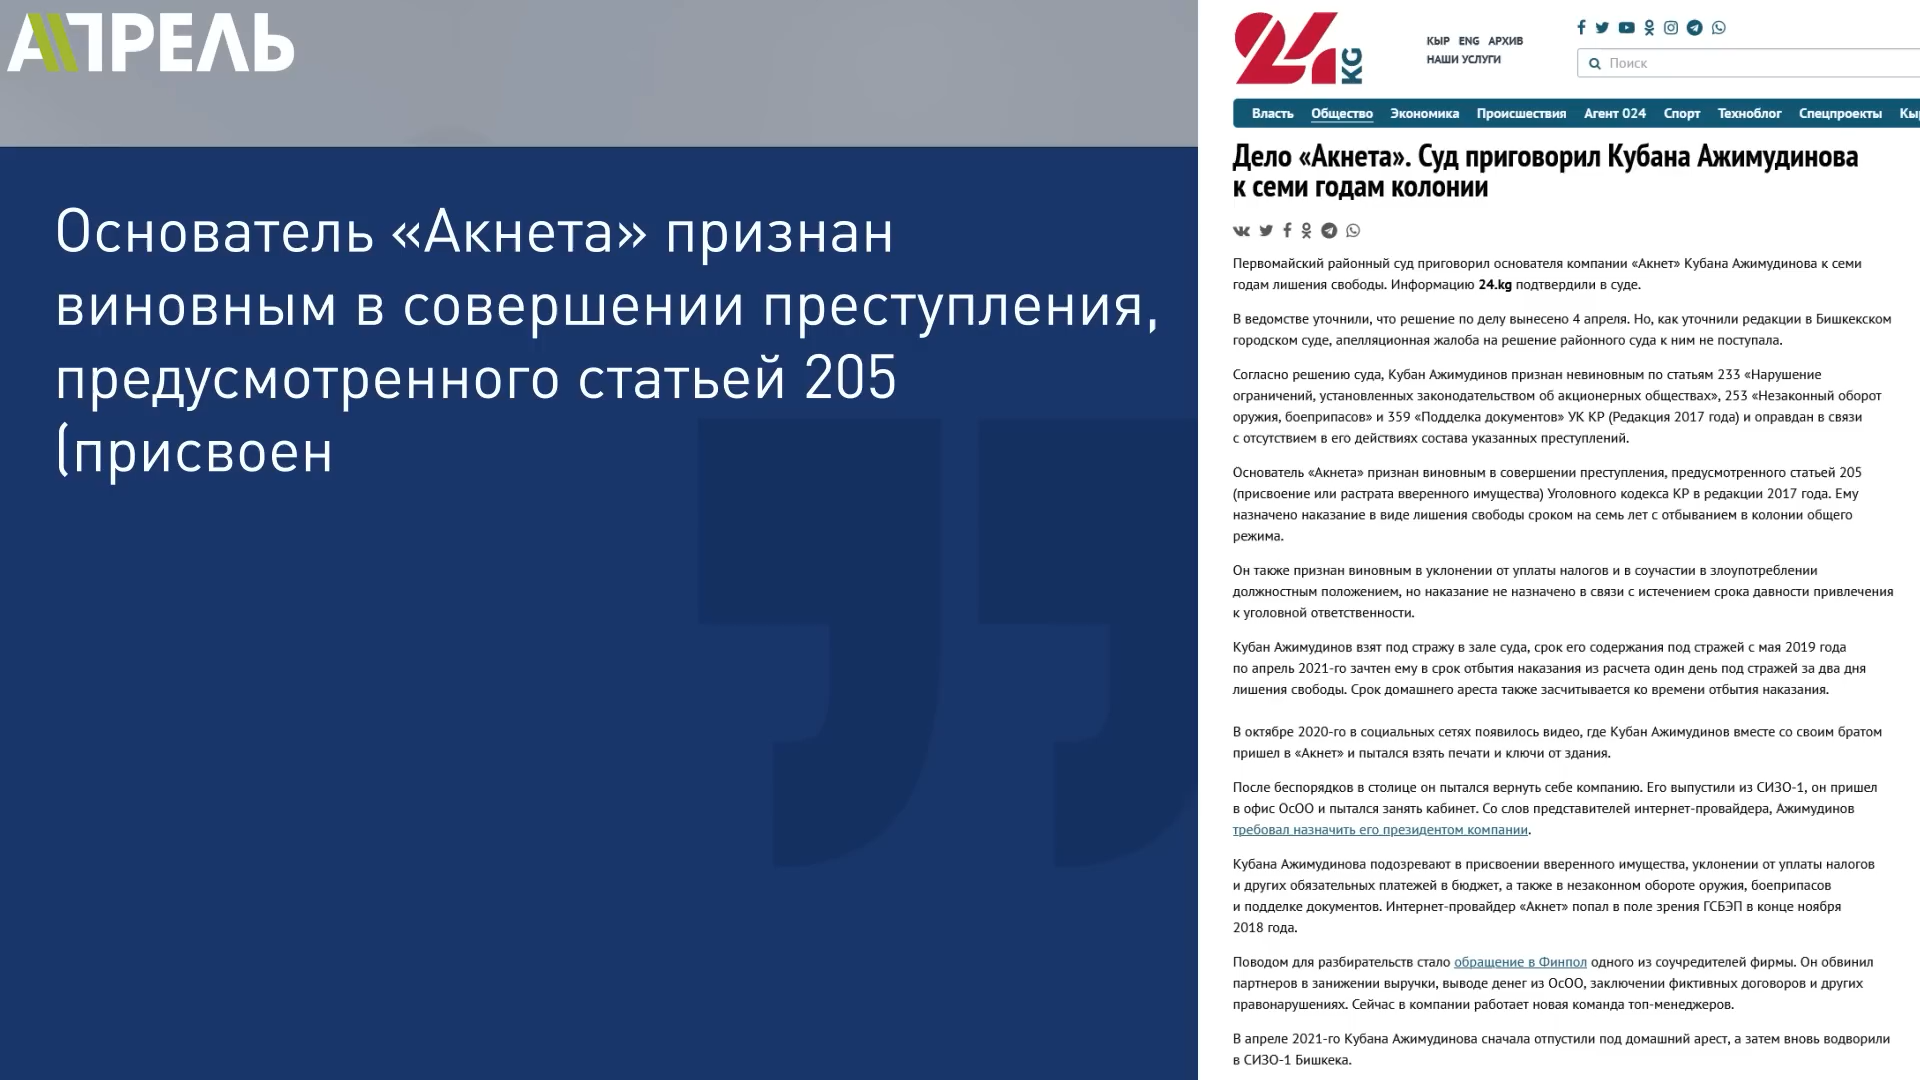 АПРЕЛЬ
Основатель «Акнета» признан
виновным в совершении преступления,
предусмотренного статьей 205
(присвоен
24 KG
КЫР ENG АРХИВ
НАШИ УСЛУГИ
Поиск
Власть Общество Экономика Происшествия Агент 024 Спорт Техноблог Спецпроекты Кы
Дело «Акнета». Суд приговорил Кубана Ажимудинова
к семи годам колонии
Первомайский районный суд приговорил основателя компании «Акнет» Кубана Ажимудинова к семи
годам лишения свободы. Информацию 24.kg подтвердили в суде.
В ведомстве уточнили, что решение по делу вынесено 4 апреля. Но, как уточнили редакции в Бишкекском
городском суде, апелляционная жалоба на решение районного суда к ним не поступала.
Согласно решению суда, Кубан Ажимудинов признан невиновным по статьям 233 «Нарушение
ограничений, установленных законодательством об акционерных обществах», 253 «Незаконный оборот
оружия, боеприпасов» и 359 «Подделка документов» УК КР (Редакция 2017 года) и оправдан в связи
с отсутствием в его действиях состава указанных преступлений.
Основатель «Акнета» признан виновным в совершении преступления, предусмотренного статьей 205
(присвоение или растрата вверенного имущества) Уголовного кодекса КР в редакции 2017 года. Ему
назначено наказание в виде лишения свободы сроком на семь лет с отбыванием в колонии общего
режима.
Он также признан виновным в уклонении от уплаты налогов и в соучастии в злоупотреблении
должностным положением, но наказание не назначено в связи с истечением срока давности привлечения
к уголовной ответственности.
Кубан Ажимудинов взят под стражу в зале суда, срок его содержания под стражей с мая 2019 года
по апрель 2021-го зачтен ему в срок отбытия наказания из расчета один день под стражей за два дня
лишения свободы. Срок домашнего ареста также засчитывается ко времени отбытия наказания.
В октябре 2020-го в социальных сетях появилось видео, где Кубан Ажимудинов вместе со своим братом
пришел в «Акнет» и пытался взять печати и ключи от здания.
После беспорядков в столице он пытался вернуть себе компанию. Его выпустили из СИЗО-1, он пришел
в офис ОсОО и пытался занять кабинет. Со слов представителей интернет-провайдера, Ажимудинов
требовал назначить его президентом компании.
Кубана Ажимудинова подозревают в присвоении вверенного имущества, уклонении от уплаты налогов
и других обязательных платежей в бюджет, а также в незаконном обороте оружия, боеприпасов
и подделке документов. Интернет-провайдер «Акнет» попал в поле зрения ГСБЭП в конце ноября
2018 года.
Поводом для разбирательств стало обращение в Финпол одного из соучредителей фирмы. Он обвинил
партнеров в занижении выручки, выводе денег из ОсОО, заключении фиктивных договоров и других
правонарушениях. Сейчас в компании работает новая команда топ-менеджеров.
В апреле 2021-го Кубана Ажимудинова сначала отпустили под домашний арест, а затем вновь водворили
в СИЗО-1 Бишкека.